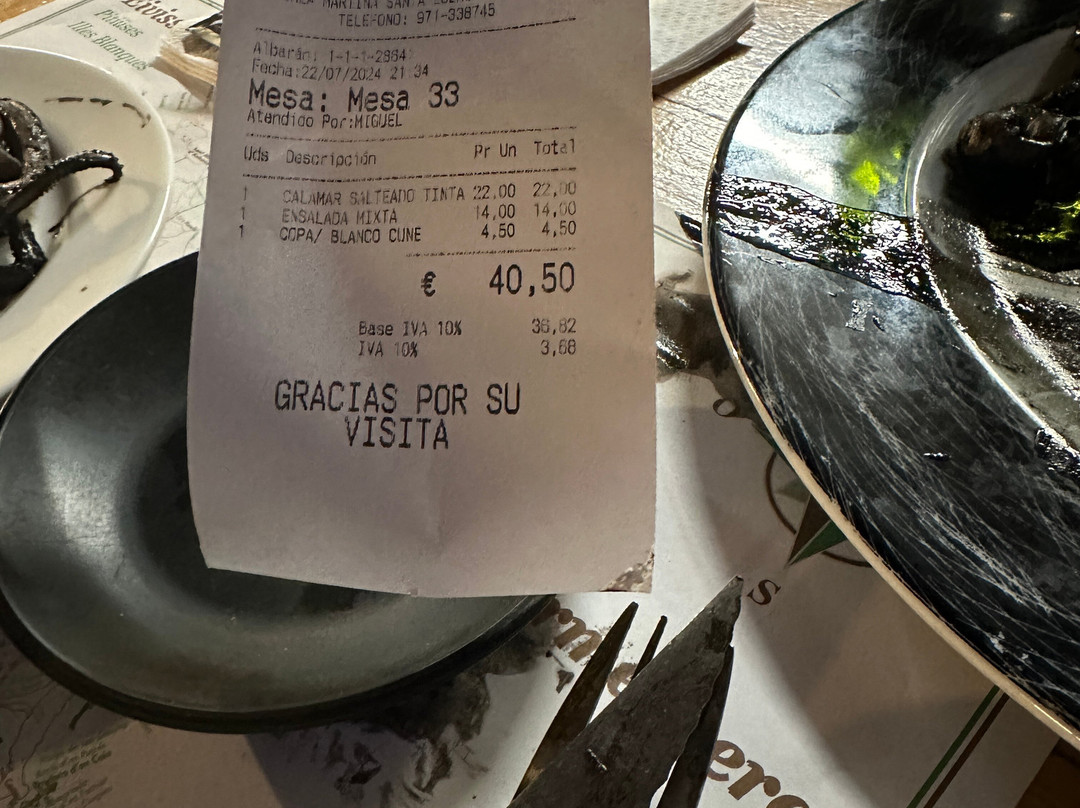 TELEFONO: 971-338745
Albarán: 1-1-1-2864
Fecha:22/07/2024 21:34
Mesa: Mesa 33
Atendido Por:MIGUEL
Uds Descripción Pr Un Total
1 CALAMAR SALTEADO TINTA 22,00 22,00
1 ENSALADA MIXTA 14,00 14,00
1 COPA/ BLANCO CUNE 4,50 4,50
€ 40,50
Base IVA 10% 36,82
IVA 10% 3,68
GRACIAS POR SU
VISITA
Eiviss
Pitiüses
Illes Blanques